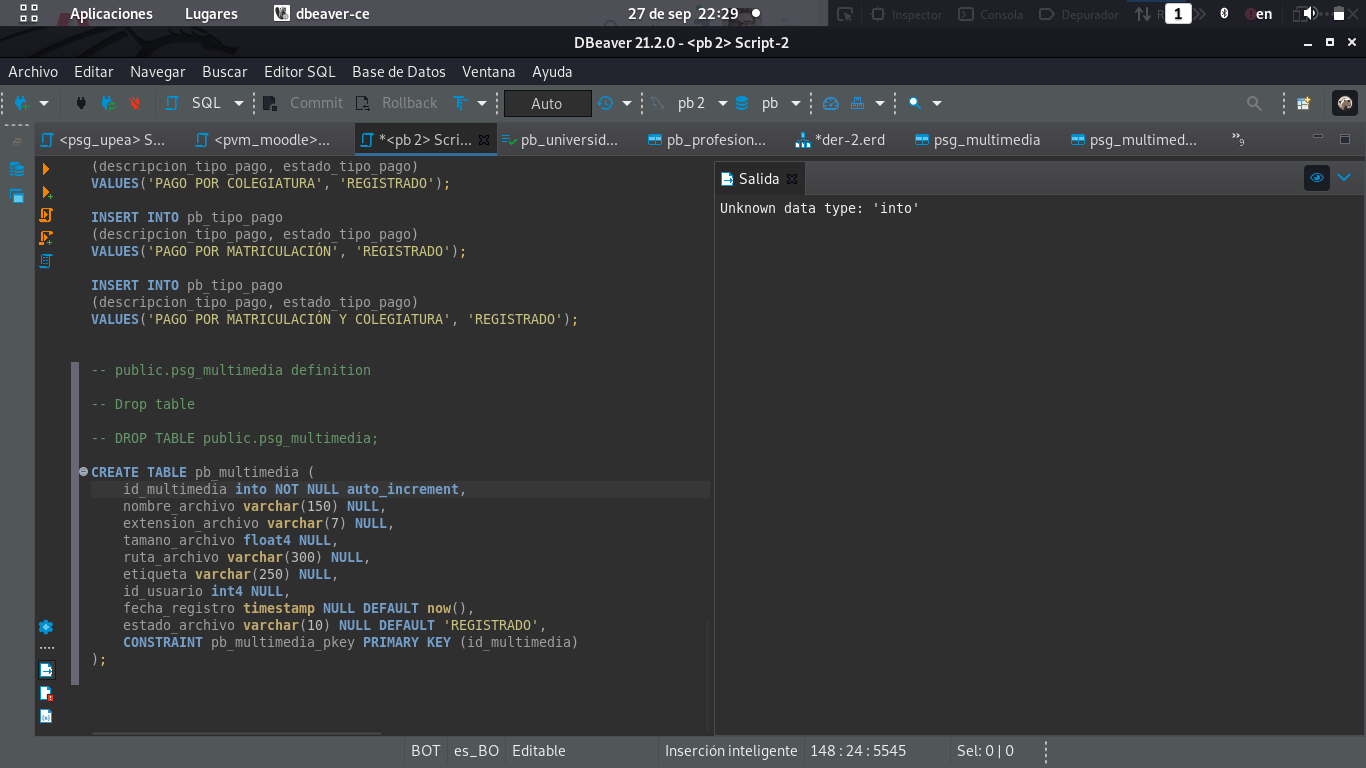 Aplicaciones Lugares dbeaver-ce 27 de sep 22:29 Inspector Consola Depurador 1 en
DBeaver 21.2.0 - <pb 2> Script-2
Archivo Editar Navegar Buscar Editor SQL Base de Datos Ventana Ayuda
SQL Commit Rollback Auto pb 2 pb
<psg_upea> S... <pvm_moodle>... *<pb 2> Scri... pb_universid... pb_profesion... *der-2.erd psg_multimedia psg_multimed... »9
(descripcion_tipo_pago, estado_tipo_pago)
VALUES('PAGO POR COLEGIATURA', 'REGISTRADO');
INSERT INTO pb_tipo_pago
(descripcion_tipo_pago, estado_tipo_pago)
VALUES('PAGO POR MATRICULACIÓN', 'REGISTRADO');
INSERT INTO pb_tipo_pago
(descripcion_tipo_pago, estado_tipo_pago)
VALUES('PAGO POR MATRICULACIÓN Y COLEGIATURA', 'REGISTRADO');
-- public.psg_multimedia definition
-- Drop table
-- DROP TABLE public.psg_multimedia;
CREATE TABLE pb_multimedia (
id_multimedia into NOT NULL auto_increment,
nombre_archivo varchar(150) NULL,
extension_archivo varchar(7) NULL,
tamano_archivo float4 NULL,
ruta_archivo varchar(300) NULL,
etiqueta varchar(250) NULL,
id_usuario int4 NULL,
fecha_registro timestamp NULL DEFAULT now(),
estado_archivo varchar(10) NULL DEFAULT 'REGISTRADO',
CONSTRAINT pb_multimedia_pkey PRIMARY KEY (id_multimedia)
);
Salida
Unknown data type: 'into'
BOT es_BO Editable Inserción inteligente 148 : 24 : 5545 Sel: 0 | 0